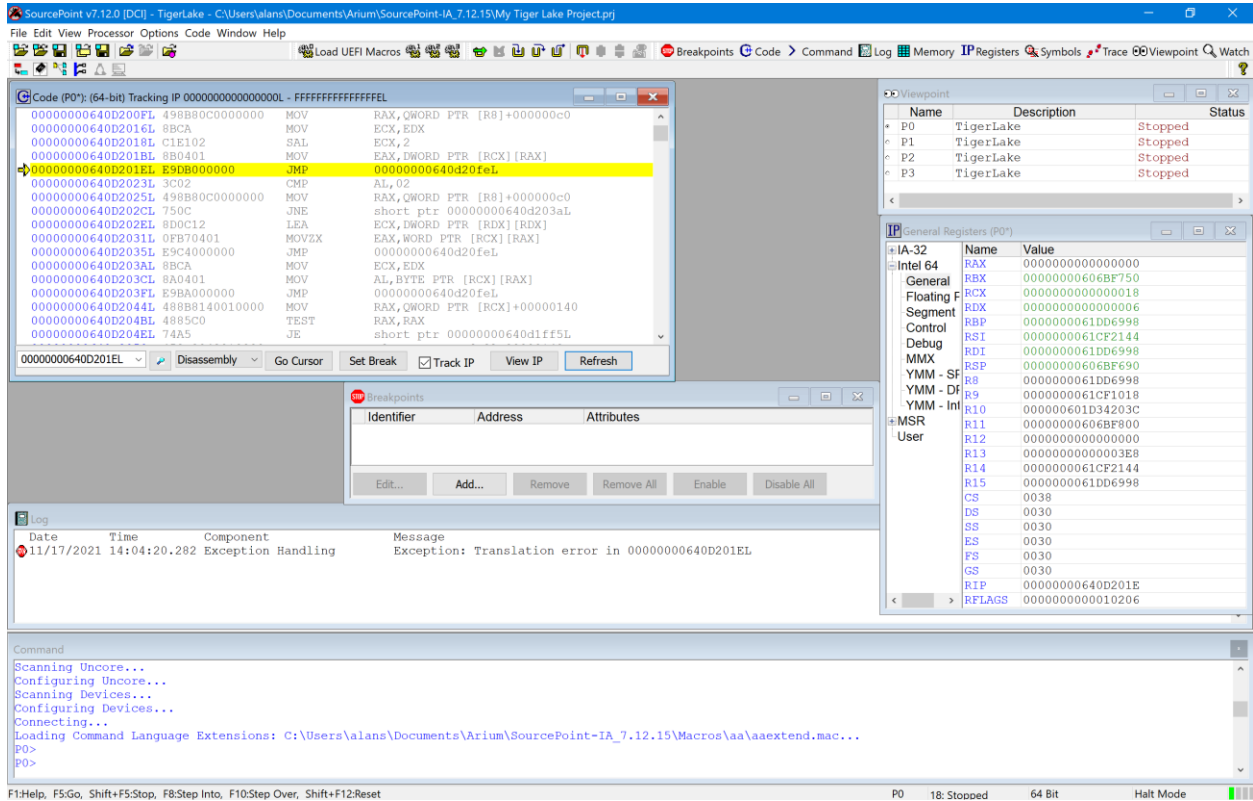 SourcePoint v7.12.0 [DCI] - TigerLake - C:\Users\alans\Documents\Arium\SourcePoint-IA_7.12.15\My Tiger Lake Project.prj
File Edit View Processor Options Code Window Help
Load UEFI Macros Breakpoints Code Command Log Memory IP Registers Symbols Trace Viewpoint Watch
Code (P0*): (64-bit) Tracking IP 0000000000000000L - FFFFFFFFFFFFFFFEL
00000000640D200FL 498B80C0000000 MOV RAX,QWORD PTR [R8]+000000c0
00000000640D2016L 8BCA MOV ECX,EDX
00000000640D2018L C1E102 SAL ECX,2
00000000640D201BL 8B0401 MOV EAX,DWORD PTR [RCX][RAX]
00000000640D201EL E9DB000000 JMP 00000000640d20feL
00000000640D2023L 3C02 CMP AL,02
00000000640D2025L 498B80C0000000 MOV RAX,QWORD PTR [R8]+000000c0
00000000640D202CL 750C JNE short ptr 00000000640d203aL
00000000640D202EL 8D0C12 LEA ECX,DWORD PTR [RDX][RDX]
00000000640D2031L 0FB70401 MOVZX EAX,WORD PTR [RCX][RAX]
00000000640D2035L E9C4000000 JMP 00000000640d20feL
00000000640D203AL 8BCA MOV ECX,EDX
00000000640D203CL 8A0401 MOV AL,BYTE PTR [RCX][RAX]
00000000640D203FL E9BA000000 JMP 00000000640d20feL
00000000640D2044L 488B8140010000 MOV RAX,QWORD PTR [RCX]+00000140
00000000640D204BL 4885C0 TEST RAX,RAX
00000000640D204EL 74A5 JE short ptr 00000000640d1ff5L
00000000640D201EL Disassembly Go Cursor Set Break Track IP View IP Refresh
Viewpoint
Name Description Status
P0 TigerLake Stopped
P1 TigerLake Stopped
P2 TigerLake Stopped
P3 TigerLake Stopped
IP General Registers (P0*)
IA-32
Intel 64
General
Floating P
Segment
Control
Debug
MMX
YMM - SF
YMM - DF
YMM - Int
MSR
User
Name Value
RAX 0000000000000000
RBX 00000000606BF750
RCX 0000000000000018
RDX 0000000000000006
RBP 0000000061DD6998
RSI 0000000061CF2144
RDI 0000000061DD6998
RSP 00000000606BF690
R8 0000000061DD6998
R9 0000000061CF1018
R10 000000601D34203C
R11 00000000606BF800
R12 0000000000000000
R13 00000000000003E8
R14 0000000061CF2144
R15 0000000061DD6998
CS 0038
DS 0030
SS 0030
ES 0030
FS 0030
GS 0030
RIP 00000000640D201E
RFLAGS 0000000000010206
Breakpoints
Identifier Address Attributes
Edit... Add... Remove Remove All Enable Disable All
Log
Date Time Component Message
11/17/2021 14:04:20.282 Exception Handling Exception: Translation error in 00000000640D201EL
Command
Scanning Uncore...
Configuring Uncore...
Scanning Devices...
Configuring Devices...
Connecting...
Loading Command Language Extensions: C:\Users\alans\Documents\Arium\SourcePoint-IA_7.12.15\Macros\aa\aaextend.mac...
P0>
P0>
F1:Help, F5:Go, Shift+F5:Stop, F8:Step Into, F10:Step Over, Shift+F12:Reset P0 18: Stopped 64 Bit Halt Mode